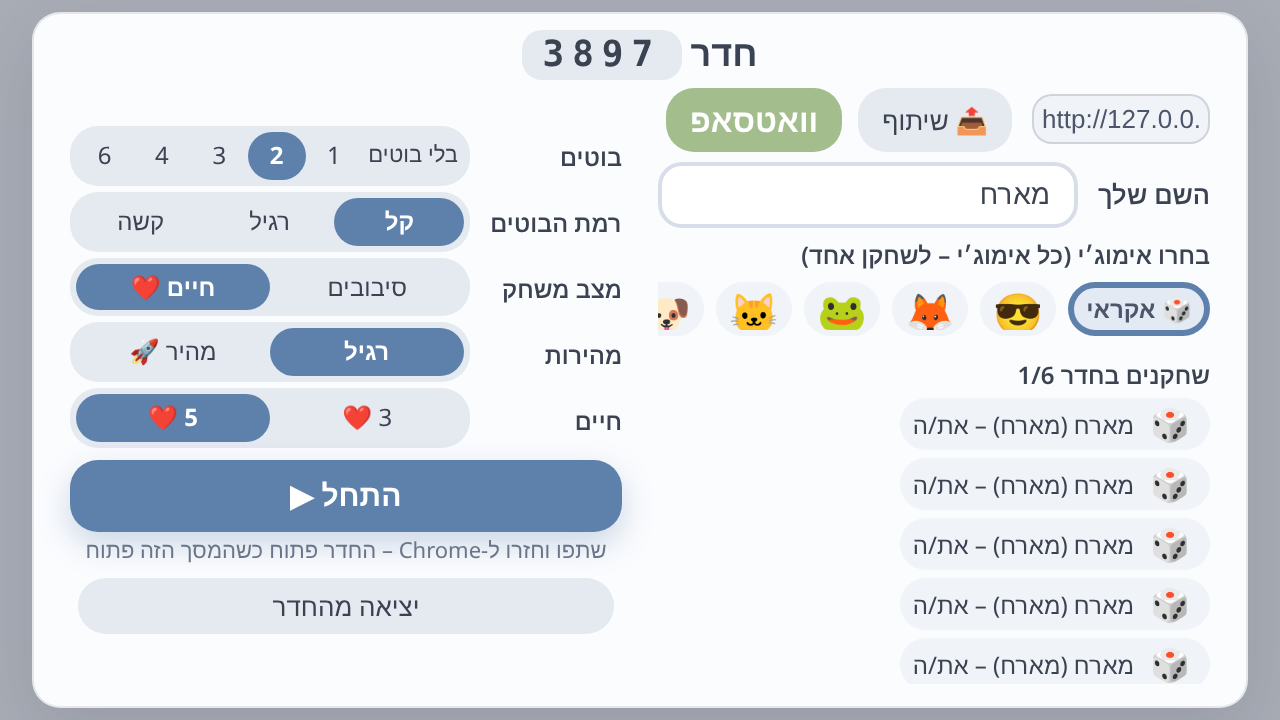 חדר 3897
http://127.0.0.
📤 שיתוף
וואטסאפ
השם שלך
מארח
בחרו אימוג׳י (כל אימוג׳י – לשחקן אחד)
🎲 אקראי
😎 🦊 🐸 🐱 🐶
שחקנים בחדר 1/6
🎲 מארח (מארח) – את/ה
🎲 מארח (מארח) – את/ה
🎲 מארח (מארח) – את/ה
🎲 מארח (מארח) – את/ה
🎲 מארח (מארח) – את/ה
בוטים
בלי בוטים 1 2 3 4 6
רמת הבוטים
קל רגיל קשה
מצב משחק
סיבובים חיים ❤️
מהירות
רגיל מהיר 🚀
חיים
3 ❤️ 5 ❤️
התחל ▶
שתפו וחזרו ל-Chrome – החדר פתוח כשהמסך הזה פתוח
יציאה מהחדר